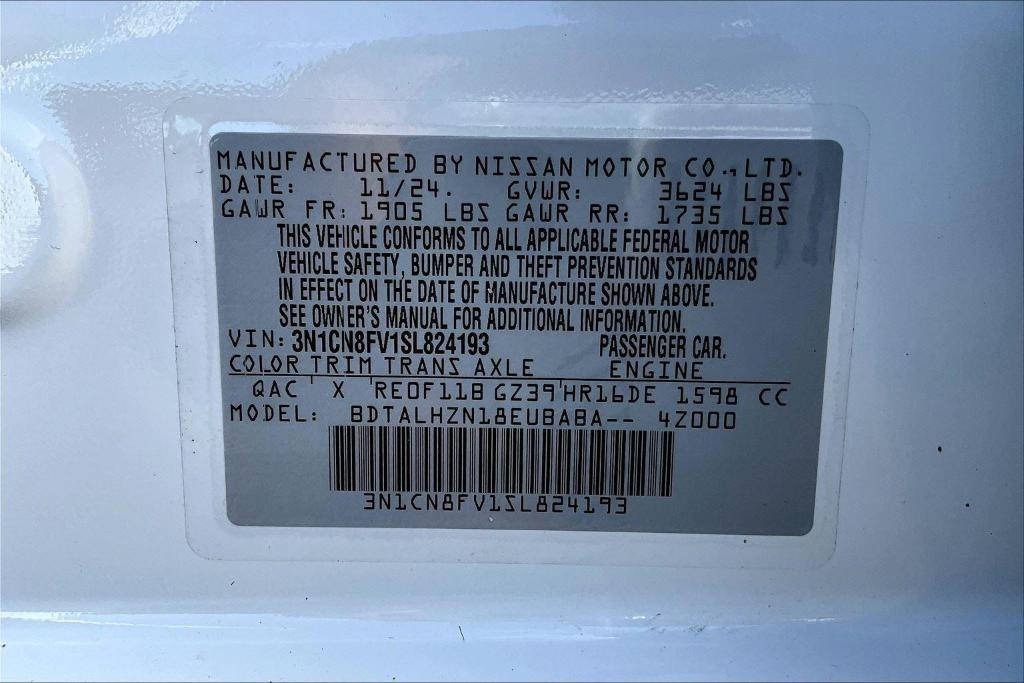 MANUFACTURED BY NISSAN MOTOR CO.,LTD.
DATE: 11/24. GVWR: 3624 LBS
GAWR FR: 1905 LBS GAWR RR: 1735 LBS
THIS VEHICLE CONFORMS TO ALL APPLICABLE FEDERAL MOTOR
VEHICLE SAFETY, BUMPER AND THEFT PREVENTION STANDARDS
IN EFFECT ON THE DATE OF MANUFACTURE SHOWN ABOVE.
SEE OWNER'S MANUAL FOR ADDITIONAL INFORMATION.
VIN: 3N1CN8FV1SL824193 PASSENGER CAR.
COLOR TRIM TRANS AXLE ENGINE
QAC X RE0F11B GZ39 HR16DE 1598 CC
MODEL: BDTALHZN18EUBABA-- 4Z000
3N1CN8FV1SL824193